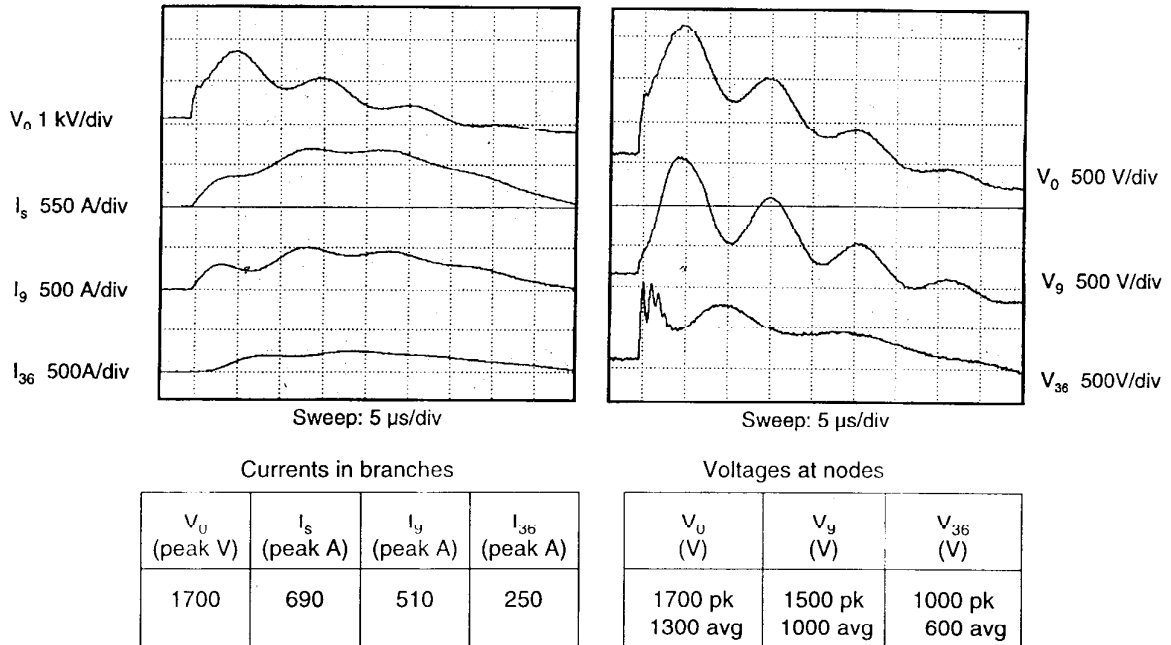 V₀ 1 kV/div
Iₛ 550 A/div
I₉ 500 A/div
I₃₆ 500A/div
Sweep: 5 µs/div
V₀ 500 V/div
V₉ 500 V/div
V₃₆ 500V/div
Sweep: 5 µs/div
Currents in branches
V₀ Iₛ I₉ I₃₆
(peak V) (peak A) (peak A) (peak A)
1700 690 510 250
Voltages at nodes
V₀ V₉ V₃₆
(V) (V) (V)
1700 pk 1500 pk 1000 pk
1300 avg 1000 avg 600 avg